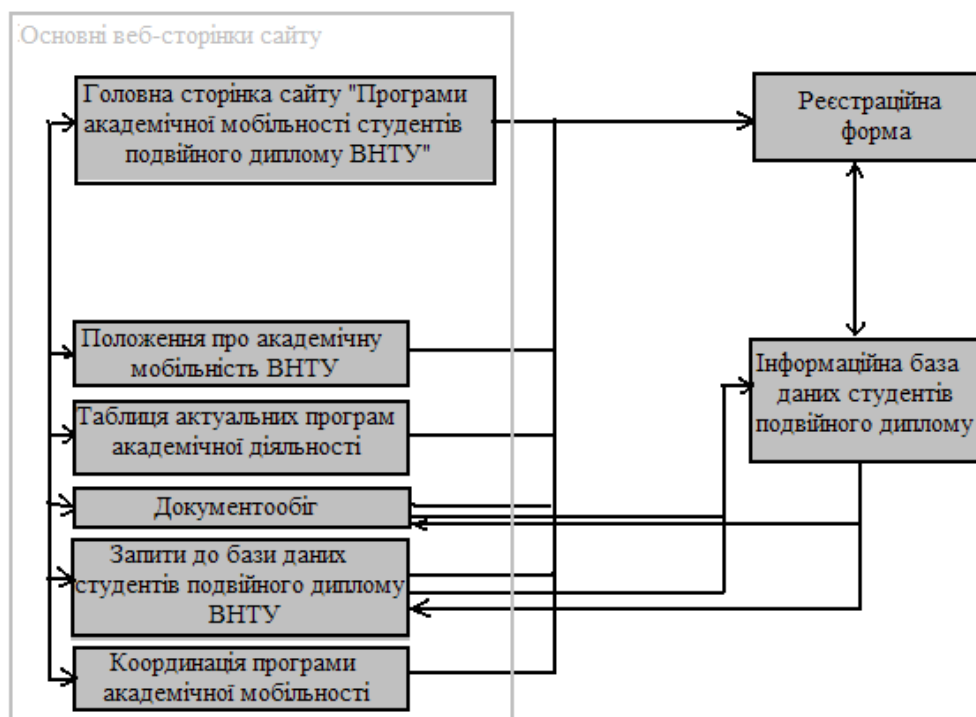 Основні веб-сторінки сайту
Головна сторінка сайту "Програми
академічної мобільності студентів
подвійного диплому ВНТУ"
Реєстраційна
форма
Положення про академічну
мобільність ВНТУ
Інформаційна база
даних студентів
подвійного диплому
Таблиця актуальних програм
академічної діяльності
Документообіг
Запити до бази даних
студентів подвійного диплому
ВНТУ
Координація програми
академічної мобільності